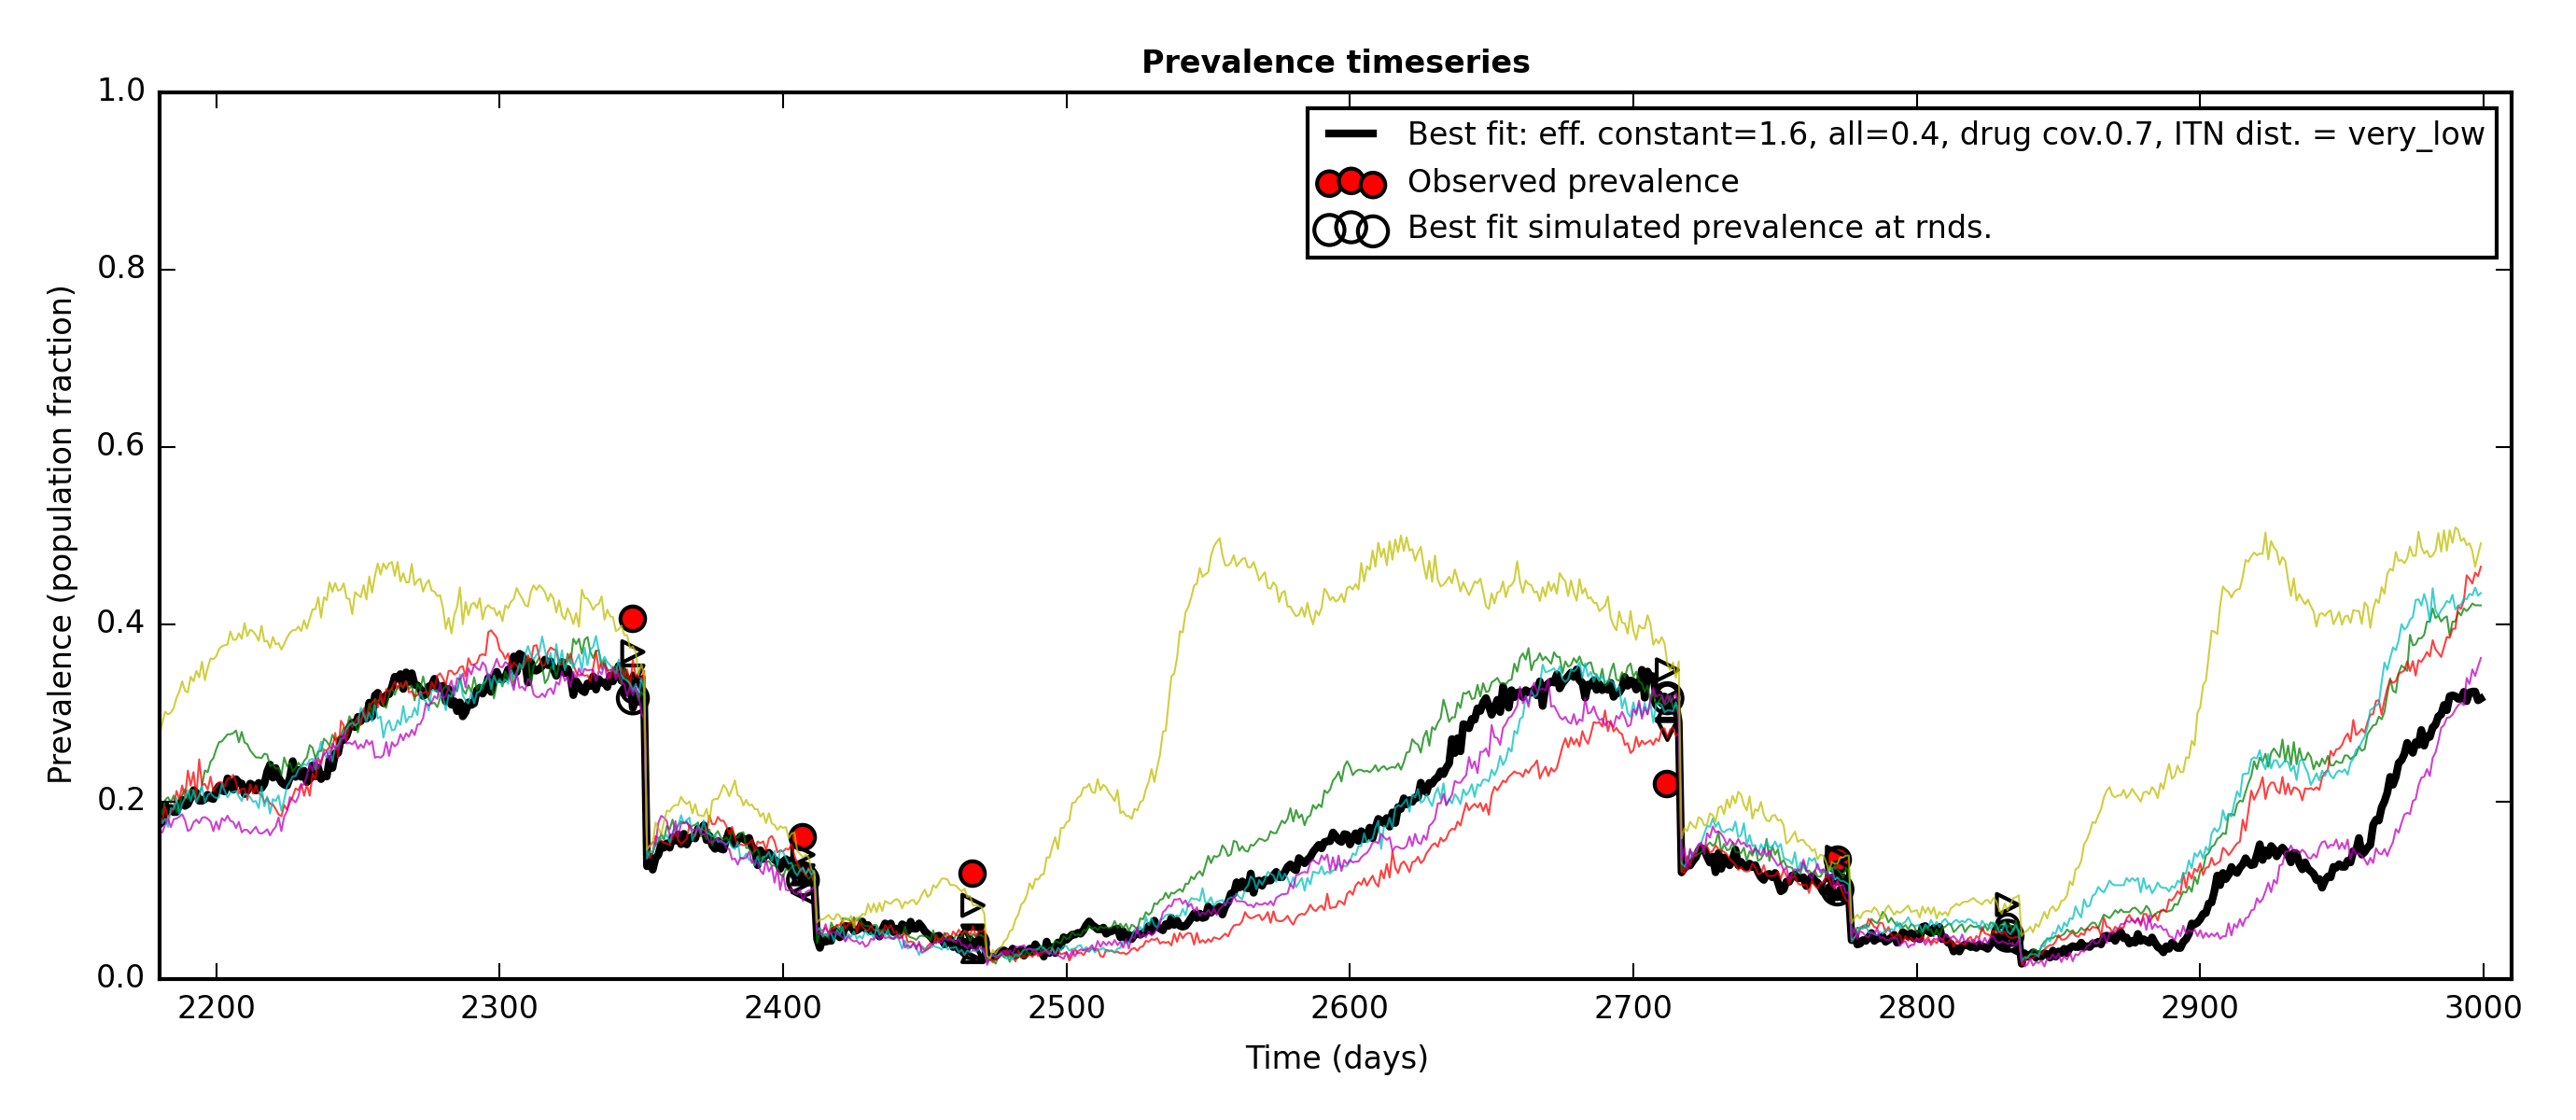 Prevalence timeseries
1.0
0.8
0.6
0.4
0.2
0.0
Prevalence (population fraction)
Best fit: eff. constant=1.6, all=0.4, drug cov.0.7, ITN dist. = very_low
Observed prevalence
Best fit simulated prevalence at rnds.
2200 2300 2400 2500 2600 2700 2800 2900 3000
Time (days)